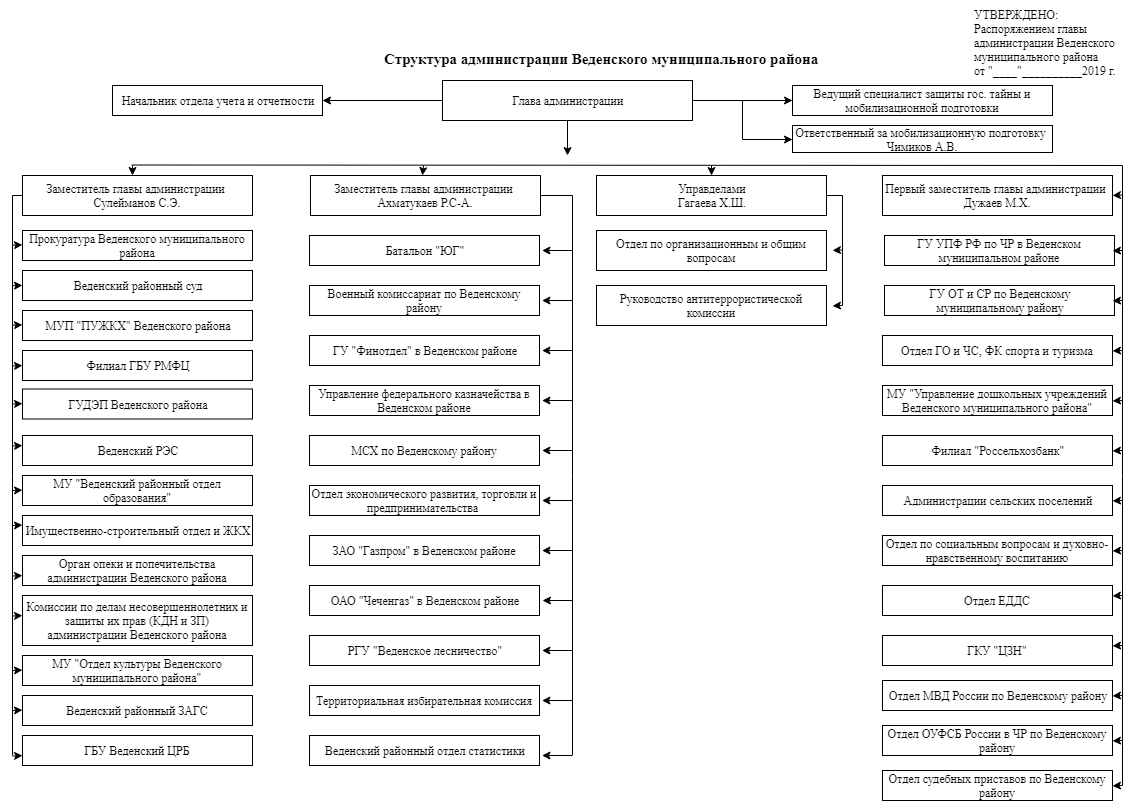 УТВЕРЖДЕНО:
Распоряжением главы
администрации Веденского
муниципального района
от "____"__________2019 г.
Структура администрации Веденского муниципального района
Начальник отдела учета и отчетности
Глава администрации
Ведущий специалист защиты гос. тайны и
мобилизационной подготовки
Ответственный за мобилизационную подготовку
Чимиков А.В.
Заместитель главы администрации
Сулейманов С.Э.
Прокуратура Веденского муниципального
района
Веденский районный суд
МУП "ПУЖКХ" Веденского района
Филиал ГБУ РМФЦ
ГУДЭП Веденского района
Веденский РЭС
МУ "Веденский районный отдел
образования"
Имущественно-строительный отдел и ЖКХ
Орган опеки и попечительства
администрации Веденского района
Комиссии по делам несовершеннолетних и
защиты их прав (КДН и ЗП)
администрации Веденского района
МУ "Отдел культуры Веденского
муниципального района"
Веденский районный ЗАГС
ГБУ Веденский ЦРБ
Заместитель главы администрации
Ахматукаев Р.С-А.
Батальон "ЮГ"
Военный комиссариат по Веденскому
району
ГУ "Финотдел" в Веденском районе
Управление федерального казначейства в
Веденском районе
МСХ по Веденскому району
Отдел экономического развития, торговли и
предпринимательства
ЗАО "Газпром" в Веденском районе
ОАО "Чеченгаз" в Веденском районе
РГУ "Веденское лесничество"
Территориальная избирательная комиссия
Веденский районный отдел статистики
Управделами
Гагаева Х.Ш.
Отдел по организационным и общим
вопросам
Руководство антитеррористической
комиссии
Первый заместитель главы администрации
Дужаев М.Х.
ГУ УПФ РФ по ЧР в Веденском
муниципальном районе
ГУ ОТ и СР по Веденскому
муниципальному району
Отдел ГО и ЧС, ФК спорта и туризма
МУ "Управление дошкольных учреждений
Веденского муниципального района"
Филиал "Россельхозбанк"
Администрации сельских поселений
Отдел по социальным вопросам и духовно-
нравственному воспитанию
Отдел ЕДДС
ГКУ "ЦЗН"
Отдел МВД России по Веденскому району
Отдел ОУФСБ России в ЧР по Веденскому
району
Отдел судебных приставов по Веденскому
району